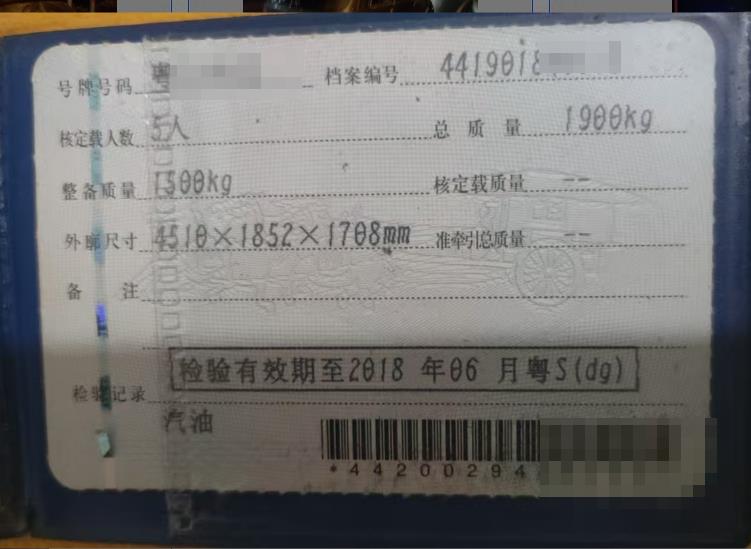 号牌号码 粤 档案编号 4419018
核定载人数 5人 总质量 1900kg
整备质量 1500kg 核定载质量 --
外廓尺寸 4510×1852×1708mm 准牵引总质量 --
备注
检验有效期至2018年06月粤S(dg)
检验记录
汽油
*44200294